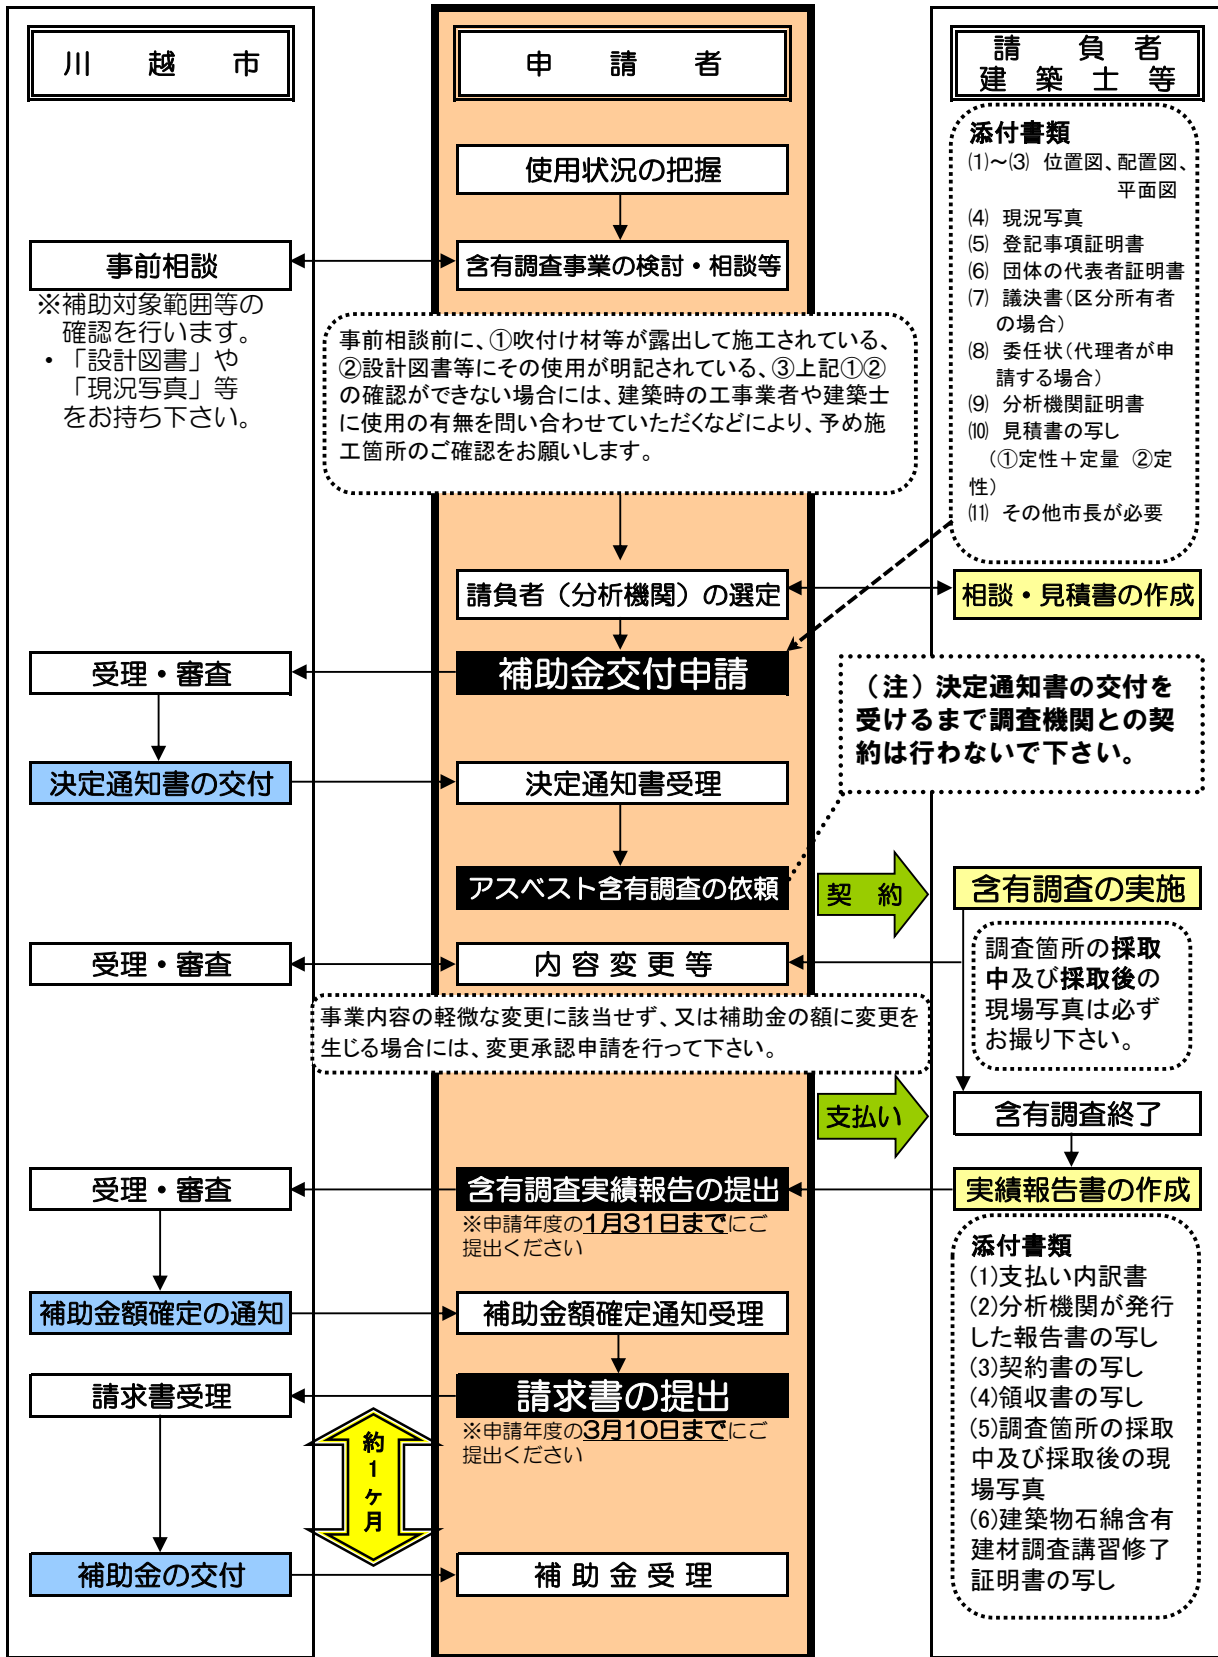 川越市
申請者
請負者
建築士等
添付書類
⑴～⑶ 位置図、配置図、
平面図
⑷ 現況写真
⑸ 登記事項証明書
⑹ 団体の代表者証明書
⑺ 議決書（区分所有者
の場合）
⑻ 委任状（代理者が申
請する場合）
⑼ 分析機関証明書
⑽ 見積書の写し
（①定性＋定量 ②定
性）
⑾ その他市長が必要
使用状況の把握
事前相談
含有調査事業の検討・相談等
※補助対象範囲等の
確認を行います。
・「設計図書」や
「現況写真」等
をお持ち下さい。
事前相談前に、①吹付け材等が露出して施工されている、
②設計図書等にその使用が明記されている、③上記①②
の確認ができない場合には、建築時の工事業者や建築士
に使用の有無を問い合わせていただくなどにより、予め施
工箇所のご確認をお願いします。
請負者（分析機関）の選定
相談・見積書の作成
受理・審査
補助金交付申請
（注）決定通知書の交付を
受けるまで調査機関との契
約は行わないで下さい。
決定通知書の交付
決定通知書受理
アスベスト含有調査の依頼
契 約
含有調査の実施
受理・審査
内 容 変 更 等
調査箇所の採取
中及び採取後の
現場写真は必ず
お撮り下さい。
事業内容の軽微な変更に該当せず、又は補助金の額に変更を
生じる場合には、変更承認申請を行って下さい。
支払い
含有調査終了
受理・審査
含有調査実績報告の提出
実績報告書の作成
※申請年度の1月31日までにご
提出ください
補助金額確定の通知
補助金額確定通知受理
請求書受理
請求書の提出
※申請年度の3月10日までにご
提出ください
約1ヶ月
補助金の交付
補 助 金 受 理
添付書類
(1)支払い内訳書
(2)分析機関が発行
した報告書の写し
(3)契約書の写し
(4)領収書の写し
(5)調査箇所の採取
中及び採取後の現
場写真
(6)建築物石綿含有
建材調査講習修了
証明書の写し